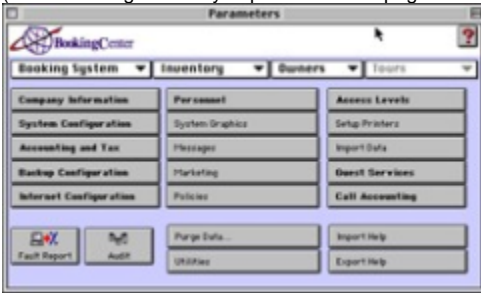 Parameters
BookingCenter
?
Booking System Inventory Owners Tours
Company Information Personnel Access Levels
System Configuration System Graphics Setup Printers
Accounting and Tax Messages Import Data
Backup Configuration Marketing Guest Services
Internet Configuration Policies Call Accounting
Purge Data... Import Help
Fault Report Audit Utilities Export Help